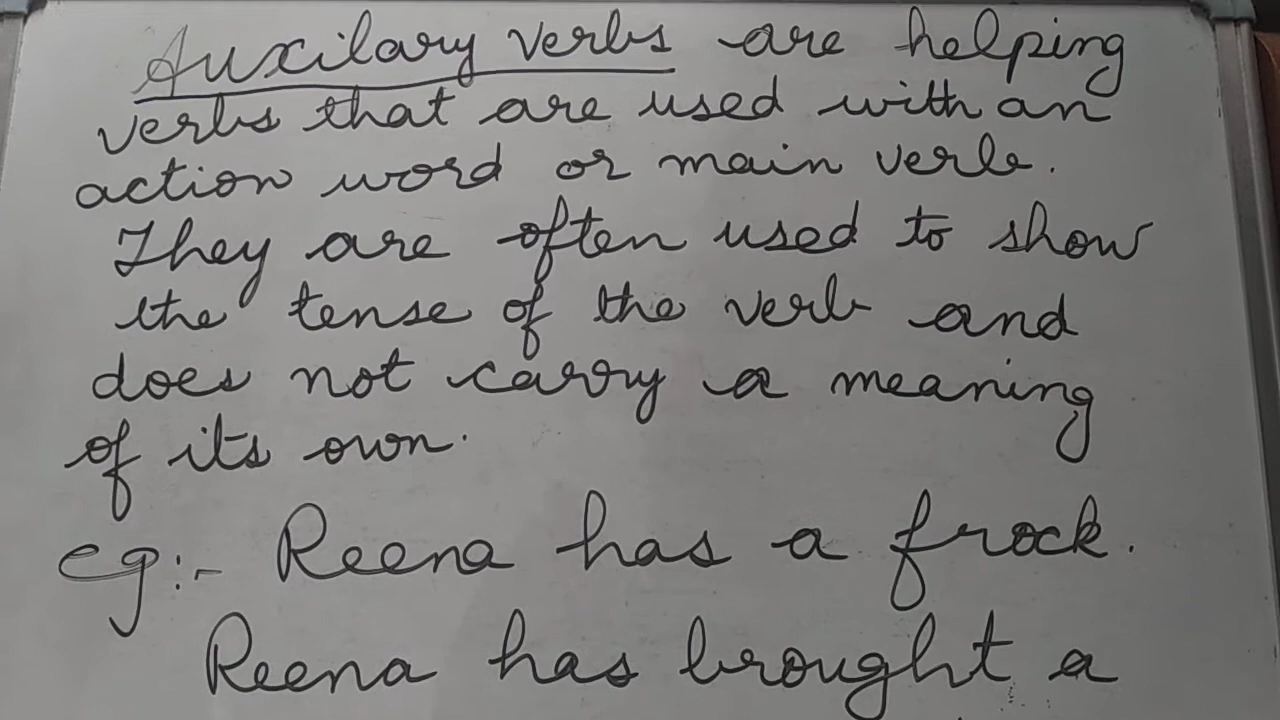 Auxilary verbs are helping
verbs that are used with an
action word or main verb.
They are often used to show
the tense of the verb and
does not carry a meaning
of its own.
eg:- Reena has a frock.
Reena has brought a